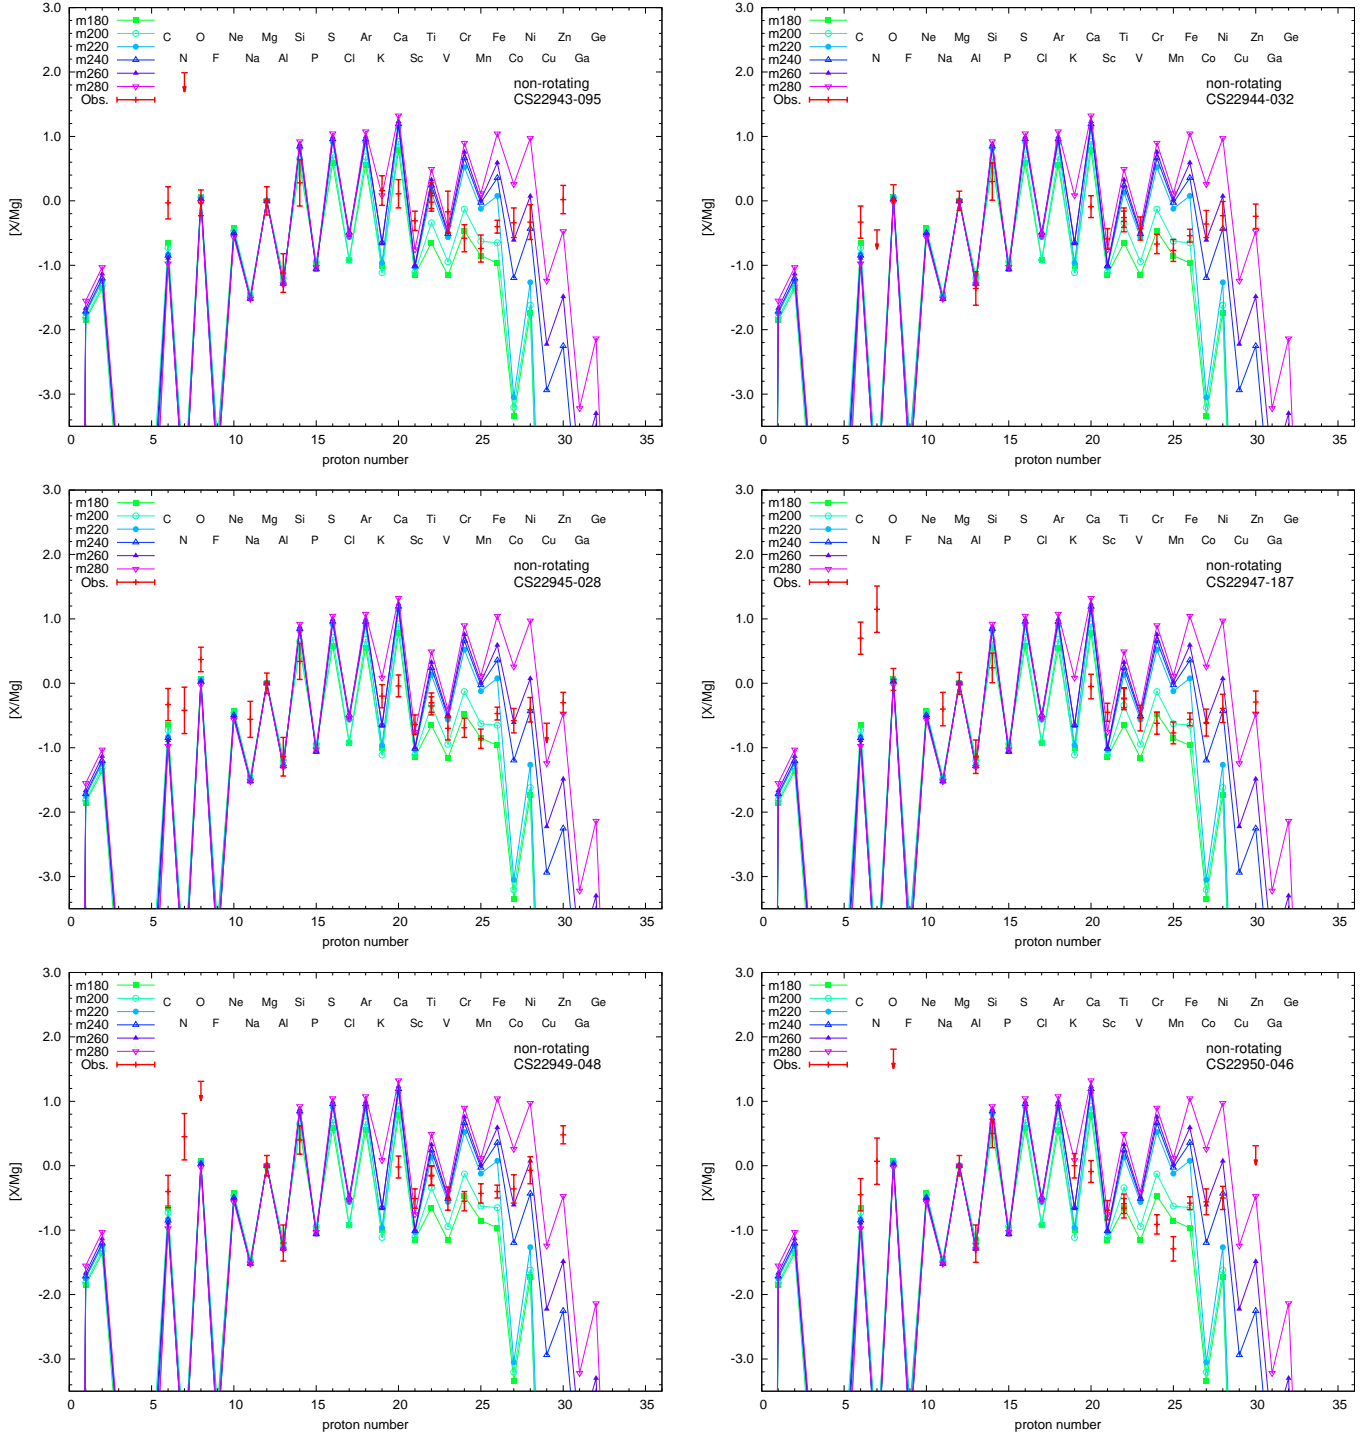 3.0
2.0
1.0
0.0
-1.0
-2.0
-3.0
[X/Mg]
m180
m200
m220
m240
m260
m280
Obs.
C O Ne Mg Si S Ar Ca Ti Cr Fe Ni Zn Ge
N F Na Al P Cl K Sc V Mn Co Cu Ga
non-rotating
CS22943-095
0 5 10 15 20 25 30 35
proton number
3.0
2.0
1.0
0.0
-1.0
-2.0
-3.0
[X/Mg]
m180
m200
m220
m240
m260
m280
Obs.
C O Ne Mg Si S Ar Ca Ti Cr Fe Ni Zn Ge
N F Na Al P Cl K Sc V Mn Co Cu Ga
non-rotating
CS22944-032
0 5 10 15 20 25 30 35
proton number
3.0
2.0
1.0
0.0
-1.0
-2.0
-3.0
[X/Mg]
m180
m200
m220
m240
m260
m280
Obs.
C O Ne Mg Si S Ar Ca Ti Cr Fe Ni Zn Ge
N F Na Al P Cl K Sc V Mn Co Cu Ga
non-rotating
CS22945-028
0 5 10 15 20 25 30 35
proton number
3.0
2.0
1.0
0.0
-1.0
-2.0
-3.0
[X/Mg]
m180
m200
m220
m240
m260
m280
Obs.
C O Ne Mg Si S Ar Ca Ti Cr Fe Ni Zn Ge
N F Na Al P Cl K Sc V Mn Co Cu Ga
non-rotating
CS22947-187
0 5 10 15 20 25 30 35
proton number
3.0
2.0
1.0
0.0
-1.0
-2.0
-3.0
[X/Mg]
m180
m200
m220
m240
m260
m280
Obs.
C O Ne Mg Si S Ar Ca Ti Cr Fe Ni Zn Ge
N F Na Al P Cl K Sc V Mn Co Cu Ga
non-rotating
CS22949-048
0 5 10 15 20 25 30 35
proton number
3.0
2.0
1.0
0.0
-1.0
-2.0
-3.0
[X/Mg]
m180
m200
m220
m240
m260
m280
Obs.
C O Ne Mg Si S Ar Ca Ti Cr Fe Ni Zn Ge
N F Na Al P Cl K Sc V Mn Co Cu Ga
non-rotating
CS22950-046
0 5 10 15 20 25 30 35
proton number